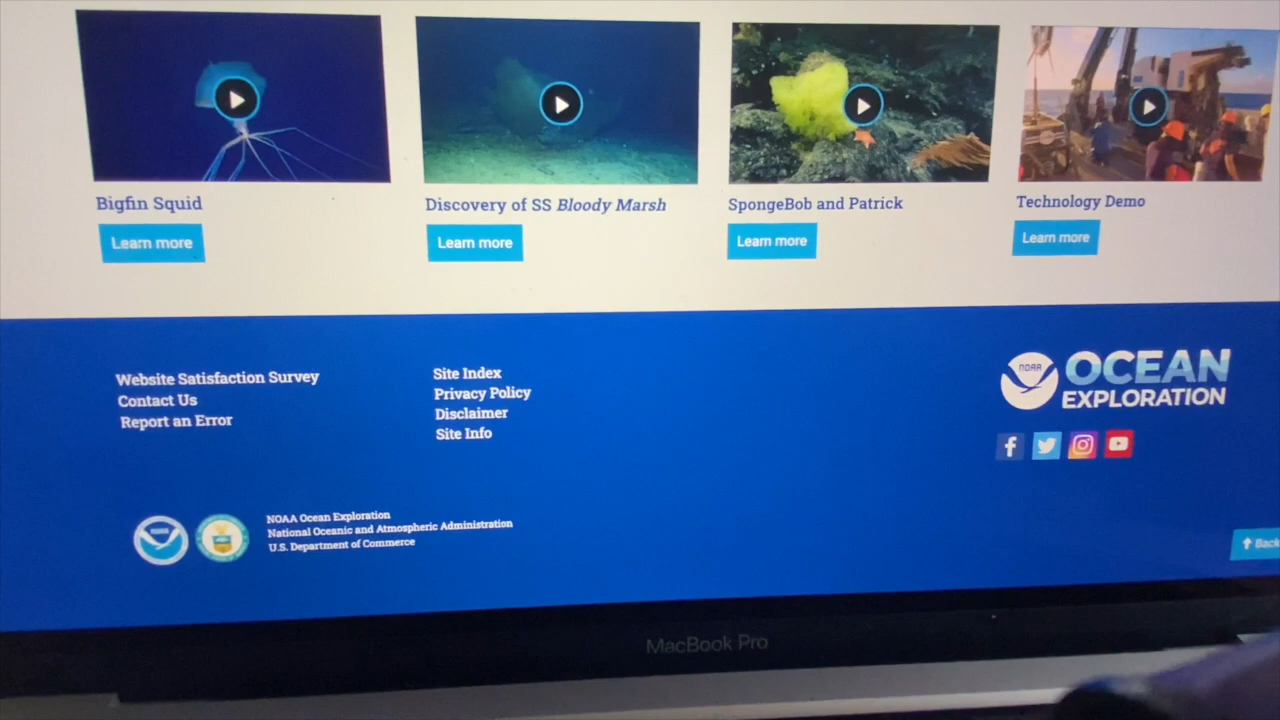 Bigfin Squid
Discovery of SS Bloody Marsh
SpongeBob and Patrick
Technology Demo
Learn more
Learn more
Learn more
Learn more
Website Satisfaction Survey
Contact Us
Report an Error
Site Index
Privacy Policy
Disclaimer
Site Info
NOAA
OCEAN
EXPLORATION
NOAA Ocean Exploration
National Oceanic and Atmospheric Administration
U.S. Department of Commerce
Back
MacBook Pro